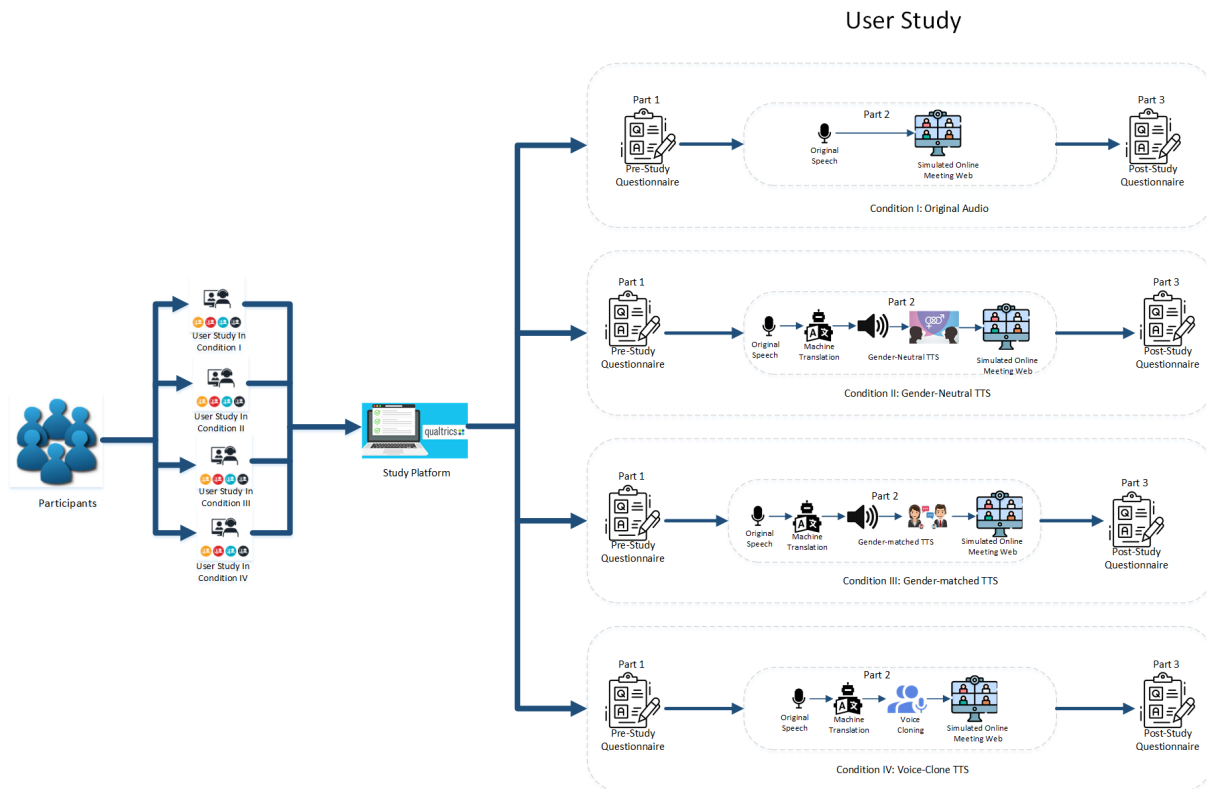 User Study
Part 1
Pre-Study
Questionnaire
Part 2
Original
Speech
Simulated Online
Meeting Web
Part 3
Post-Study
Questionnaire
Condition I: Original Audio
Part 1
Pre-Study
Questionnaire
Part 2
Original
Speech
Machine
Translation
Gender-Neutral TTS
Simulated Online
Meeting Web
Part 3
Post-Study
Questionnaire
Condition II: Gender-Neutral TTS
Part 1
Pre-Study
Questionnaire
Part 2
Original
Speech
Machine
Translation
Gender-matched TTS
Simulated Online
Meeting Web
Part 3
Post-Study
Questionnaire
Condition III: Gender-matched TTS
Part 1
Pre-Study
Questionnaire
Part 2
Original
Speech
Machine
Translation
Voice
Cloning
Simulated Online
Meeting Web
Part 3
Post-Study
Questionnaire
Condition IV: Voice-Clone TTS
Participants
User Study In
Condition I
User Study In
Condition II
User Study In
Condition III
User Study In
Condition IV
qualtrics
Study Platform
Q
A
Q
A
Q
A
Q
A
Q
A
Q
A
Q
A
Q
A
A 文
A 文
A 文